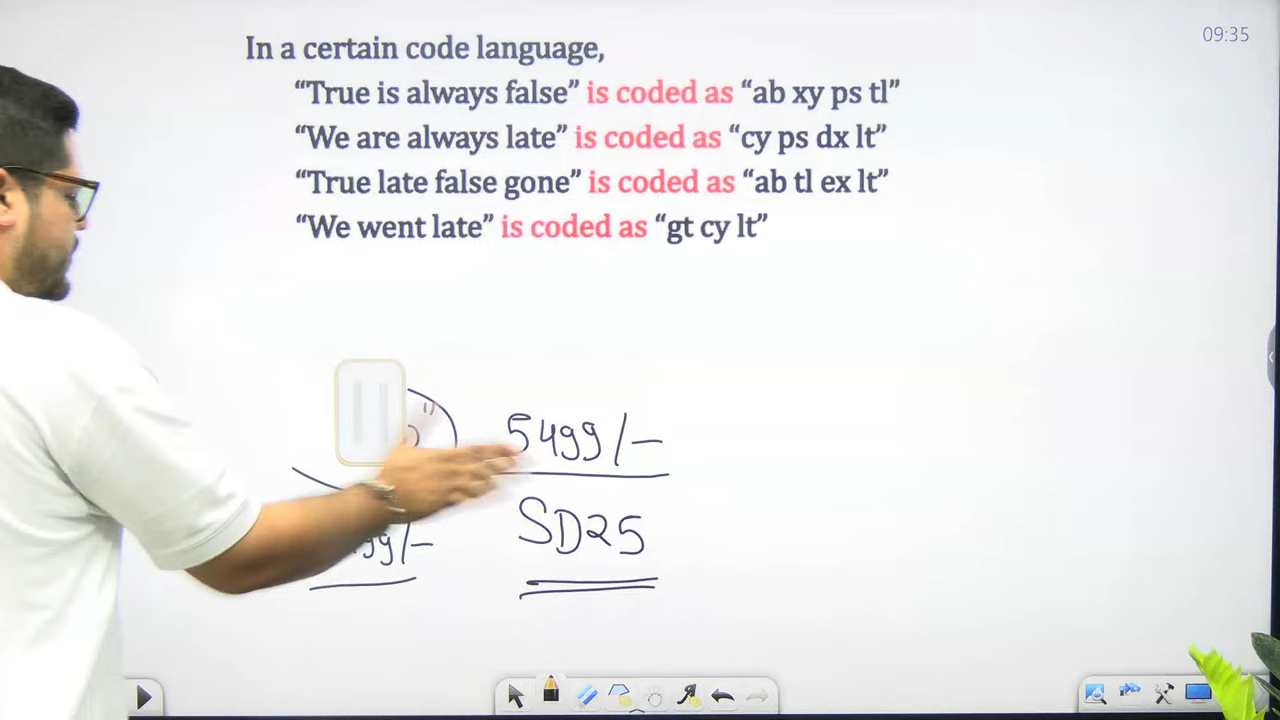 09:35
In a certain code language,
“True is always false” is coded as “ab xy ps tl”
“We are always late” is coded as “cy ps dx lt”
“True late false gone” is coded as “ab tl ex lt”
“We went late” is coded as “gt cy lt”
5499/-
SD25